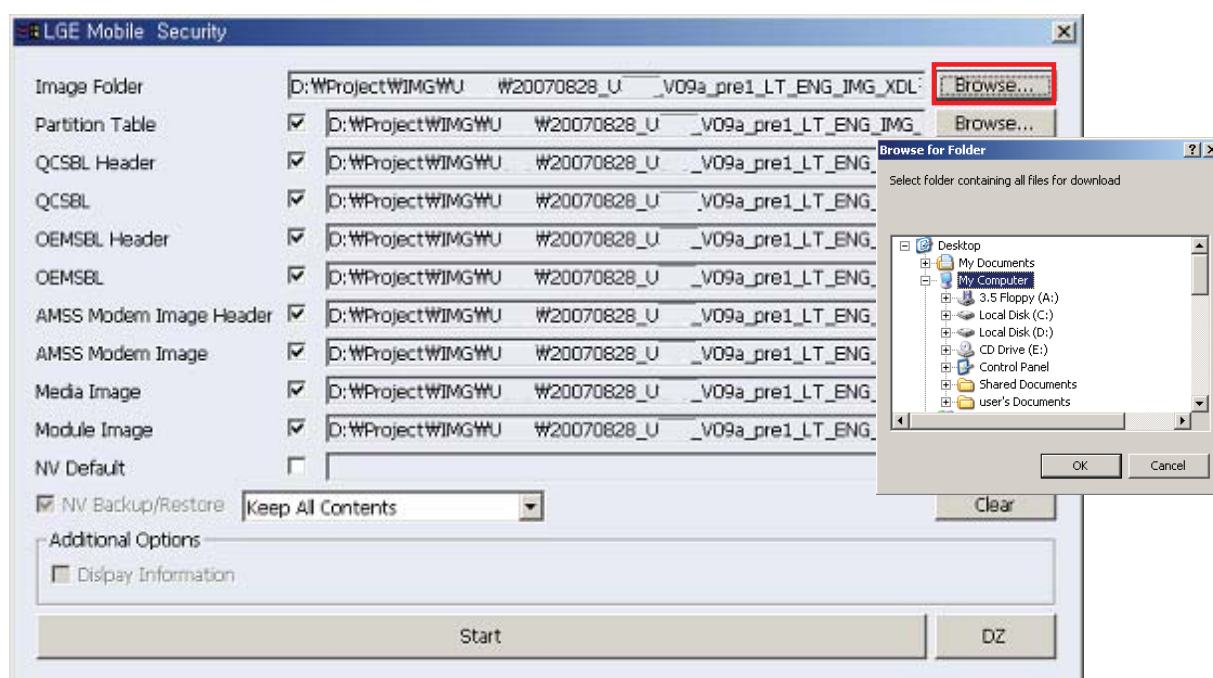 LGE Mobile Security
Image Folder D:₩Project₩IMG₩U ₩20070828_U _V09a_pre1_LT_ENG_IMG_XDL Browse...
Partition Table D:₩Project₩IMG₩U ₩20070828_U _V09a_pre1_LT_ENG_IMG_ Browse...
QCSBL Header D:₩Project₩IMG₩U ₩20070828_U _V09a_pre1_LT_ENG_
QCSBL D:₩Project₩IMG₩U ₩20070828_U _V09a_pre1_LT_ENG_
OEMSBL Header D:₩Project₩IMG₩U ₩20070828_U _V09a_pre1_LT_ENG_
OEMSBL D:₩Project₩IMG₩U ₩20070828_U _V09a_pre1_LT_ENG_
AMSS Modem Image Header D:₩Project₩IMG₩U ₩20070828_U _V09a_pre1_LT_ENG_
AMSS Modem Image D:₩Project₩IMG₩U ₩20070828_U _V09a_pre1_LT_ENG_
Media Image D:₩Project₩IMG₩U ₩20070828_U _V09a_pre1_LT_ENG_
Module Image D:₩Project₩IMG₩U ₩20070828_U _V09a_pre1_LT_ENG_
NV Default
NV Backup/Restore Keep All Contents Clear
Additional Options
Dislpay Information
Start DZ
Browse for Folder
Select folder containing all files for download
Desktop
My Documents
My Computer
3.5 Floppy (A:)
Local Disk (C:)
Local Disk (D:)
CD Drive (E:)
Control Panel
Shared Documents
user's Documents
OK Cancel